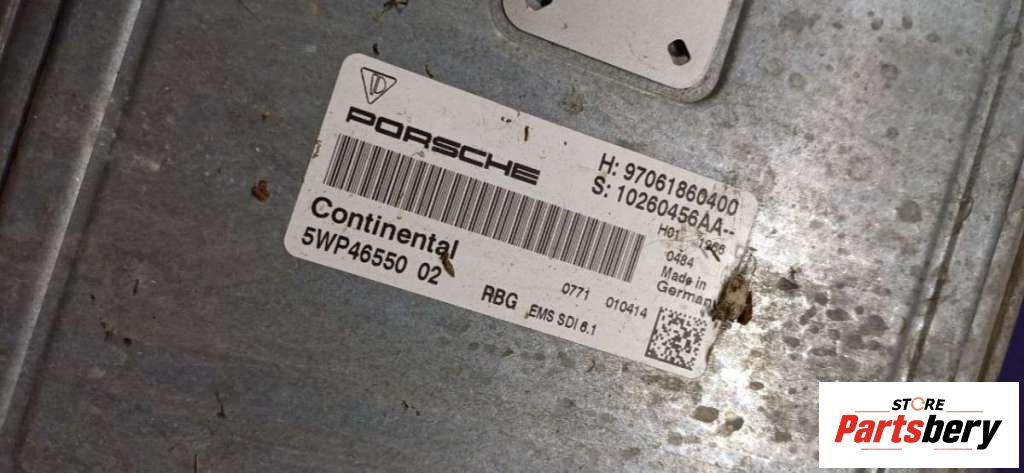 PORSCHE
H: 97061860400
S: 10260456AA--
H01
0484
Made in
Germany
Continental
5WP46550 02
0771 010414
RBG EMS SDI 6.1
STORE
Partsbery